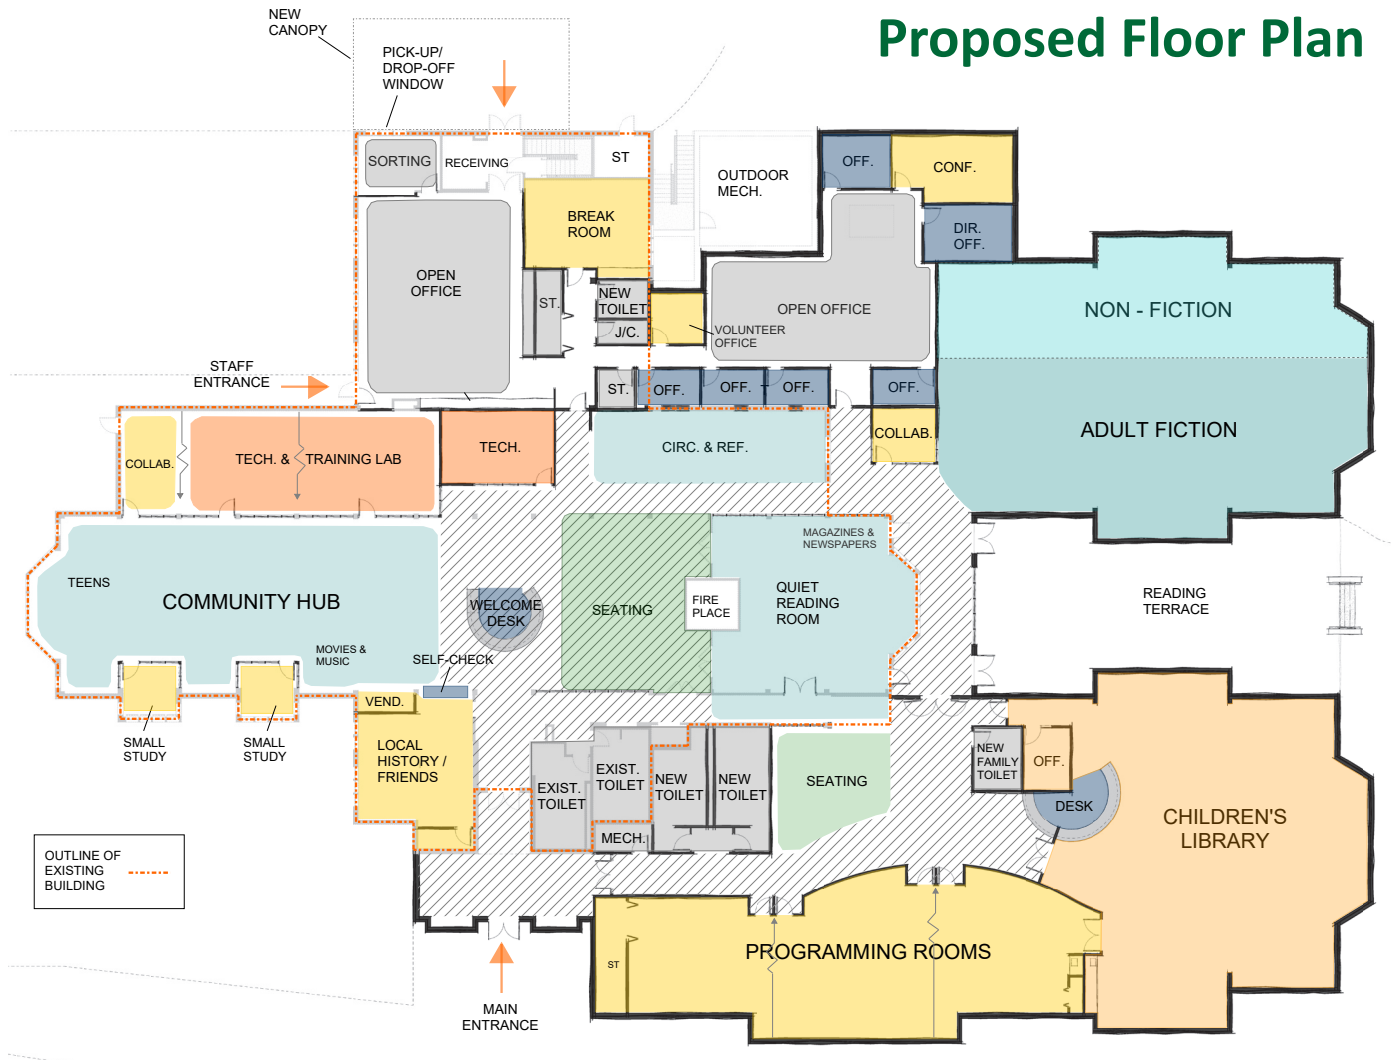 Proposed Floor Plan
NEW
CANOPY
PICK-UP/
DROP-OFF
WINDOW
SORTING
RECEIVING
ST
OUTDOOR
MECH.
OFF.
CONF.
BREAK
ROOM
DIR.
OFF.
OPEN
OFFICE
ST.
NEW
TOILET
J/C.
VOLUNTEER
OFFICE
OPEN OFFICE
NON - FICTION
STAFF
ENTRANCE
ST.
OFF.
OFF.
OFF.
OFF.
COLLAB.
TECH. & TRAINING LAB
TECH.
CIRC. & REF.
COLLAB.
ADULT FICTION
MAGAZINES &
NEWSPAPERS
TEENS
COMMUNITY HUB
MOVIES &
MUSIC
WELCOME
DESK
SEATING
FIRE
PLACE
QUIET
READING
ROOM
READING
TERRACE
SELF-CHECK
VEND.
SMALL
STUDY
SMALL
STUDY
LOCAL
HISTORY /
FRIENDS
EXIST.
TOILET
EXIST.
TOILET
NEW
TOILET
NEW
TOILET
MECH.
SEATING
NEW
FAMILY
TOILET
OFF.
DESK
CHILDREN'S
LIBRARY
OUTLINE OF
EXISTING
BUILDING
ST
PROGRAMMING ROOMS
MAIN
ENTRANCE